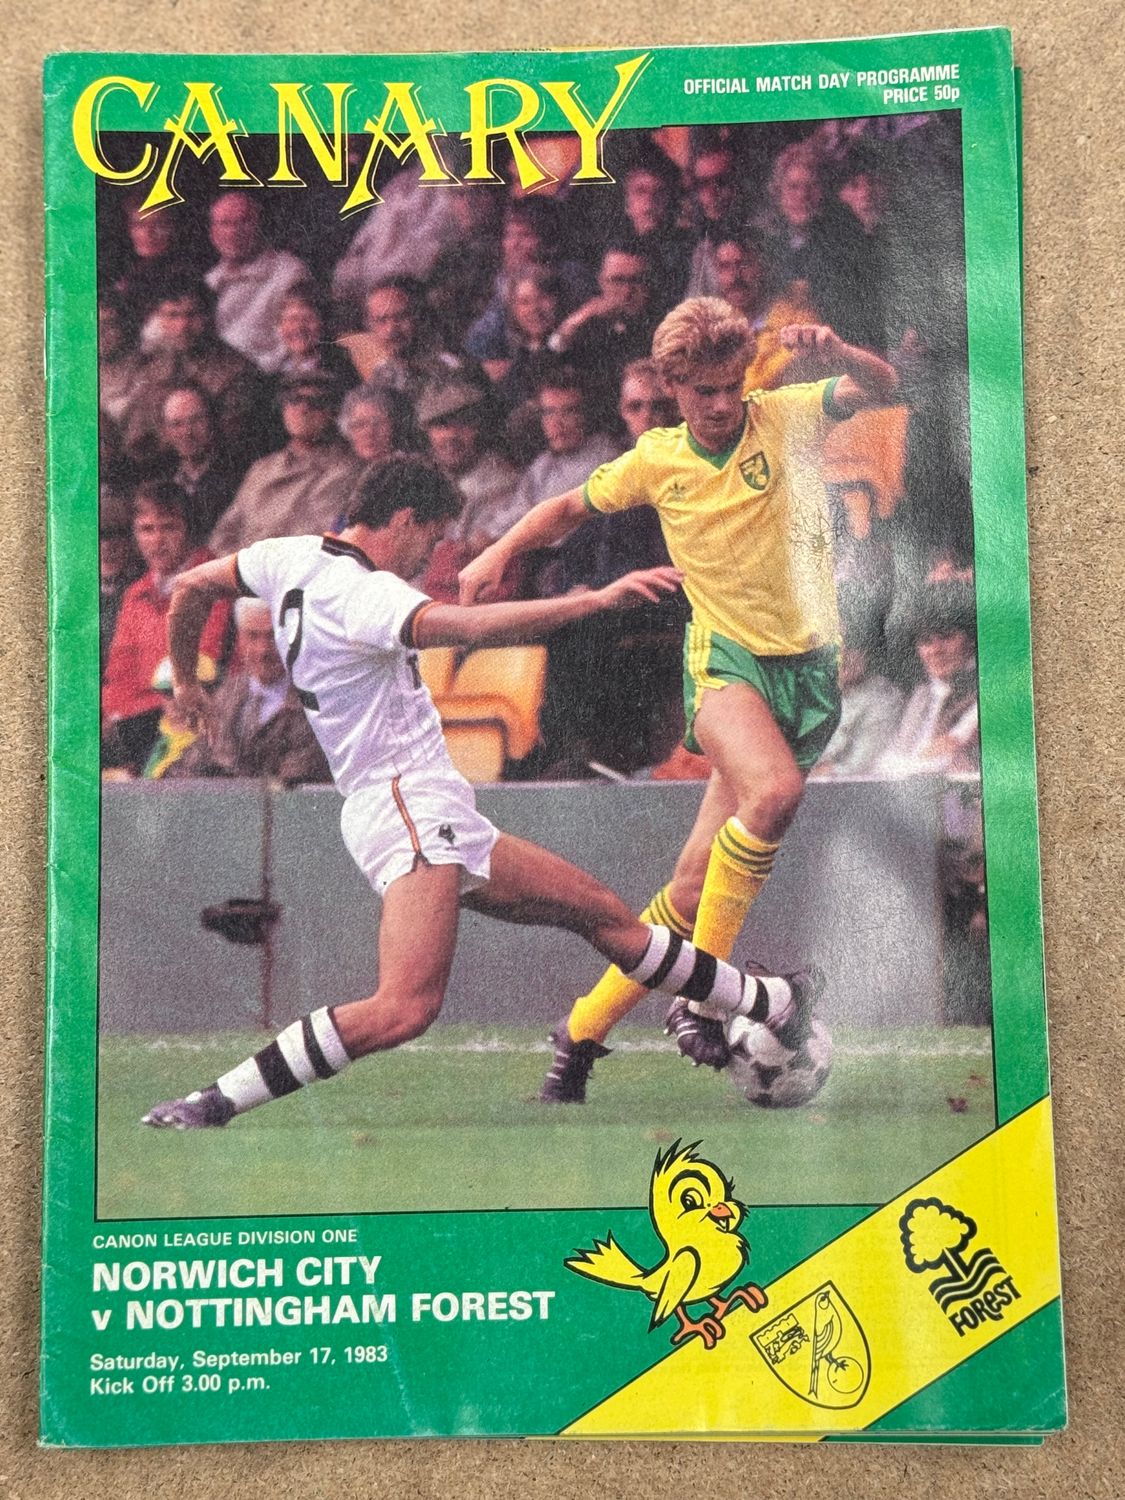 CANARY
OFFICIAL MATCH DAY PROGRAMME
PRICE 50p
2
CANON LEAGUE DIVISION ONE
NORWICH CITY
v NOTTINGHAM FOREST
Saturday, September 17, 1983
Kick Off 3.00 p.m.
FOReST